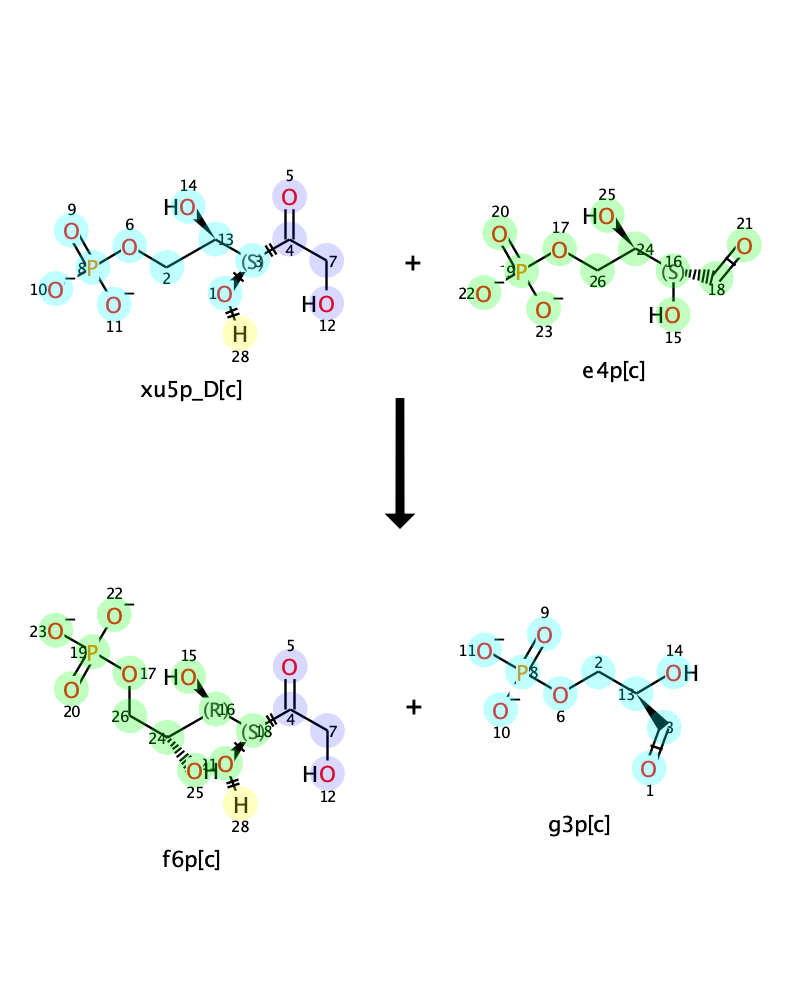 5
14
HO
O
9
O
6
O
13
(S)
4
7
8
P
2
10 O−
O−
11
1
O
HO
12
H
28
xu5p_D[c]
+
25
HO
20
O
17
O
24
16
(S)
21
O
18
P
22 O−
26
O−
23
HO
15
e4p[c]
22
O−
23 O−
19
P
O
20
O 17
26
24
15
HO
(R)
16
5
O
(S)
18
4
7
OH
25
O
HO
12
H
28
f6p[c]
+
9
O
11 O−
P
8
2
14
OH
13
O−
10
O
6
3
O
1
g3p[c]